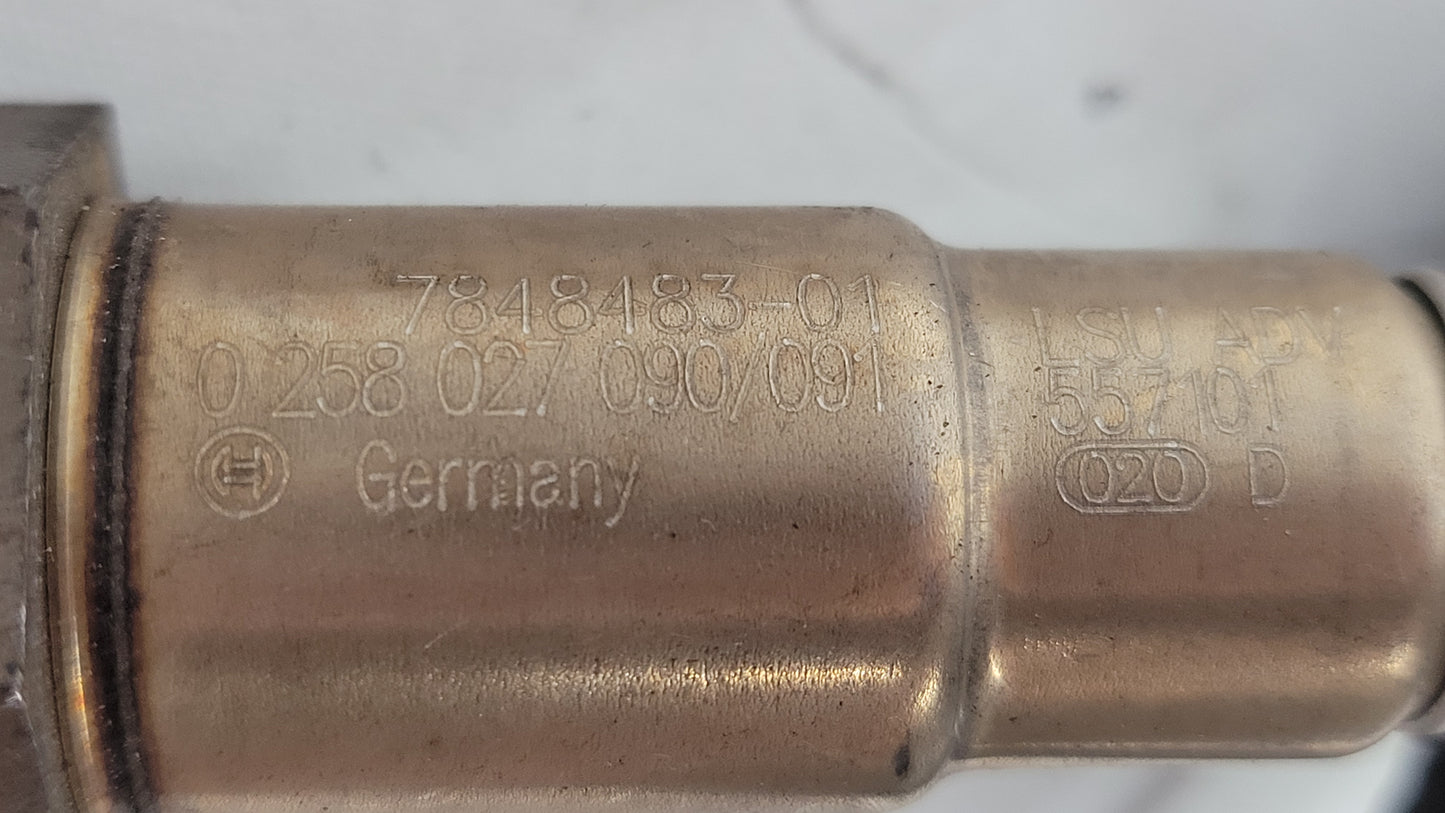 7848483-01
0 258 027 090/091
Germany
LSU ADV
557101
020 D